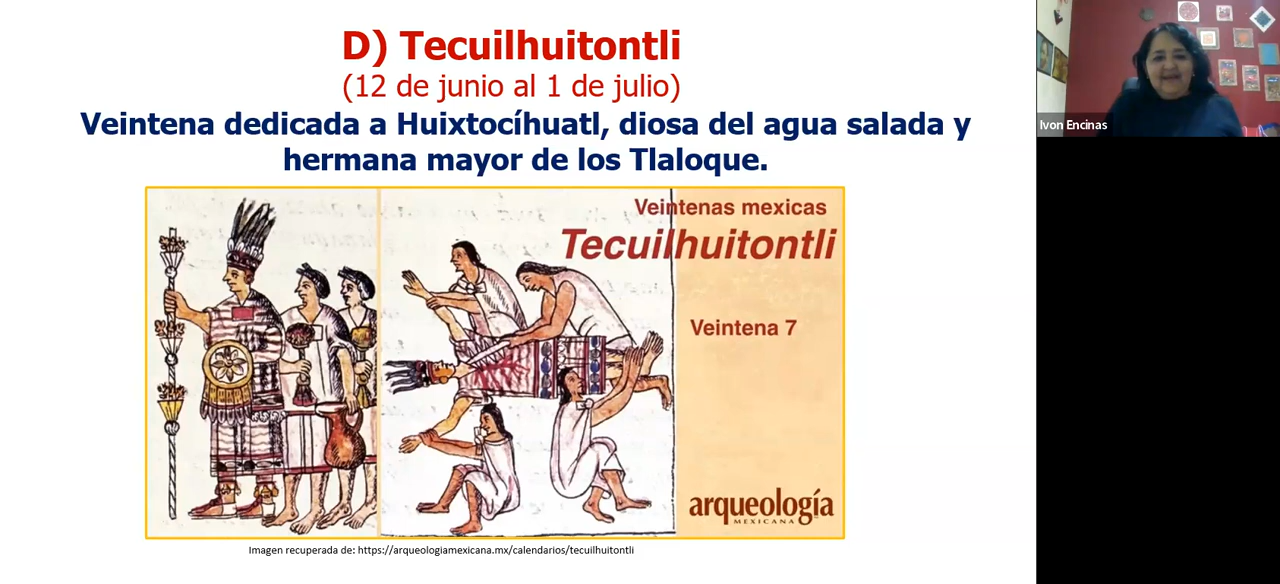 D) Tecuilhuitontli
(12 de junio al 1 de julio)
Veintena dedicada a Huixtocíhuatl, diosa del agua salada y
hermana mayor de los Tlaloque.
Veintenas mexicas
Tecuilhuitontli
Veintena 7
arqueología
MEXICANA
Imagen recuperada de: https://arqueologiamexicana.mx/calendarios/tecuilhuitontli
Ivon Encinas